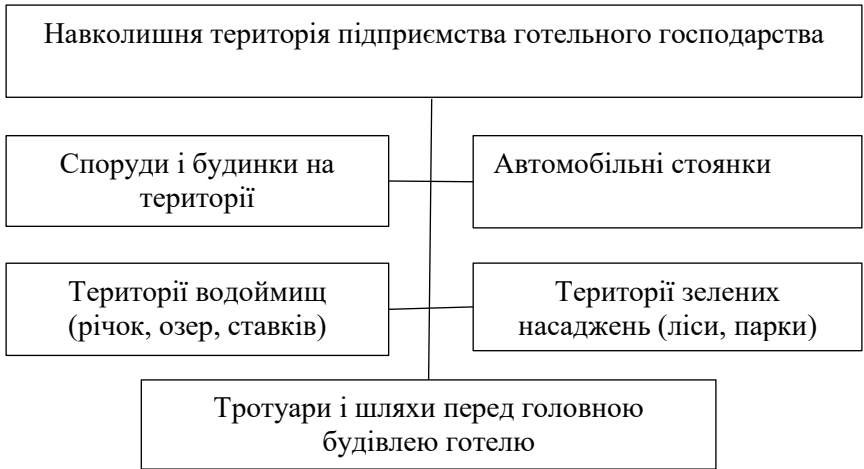 Навколишня територія підприємства готельного господарства
Споруди і будинки на
території
Автомобільні стоянки
Території водоймищ
(річок, озер, ставків)
Території зелених
насаджень (ліси, парки)
Тротуари і шляхи перед головною
будівлею готелю